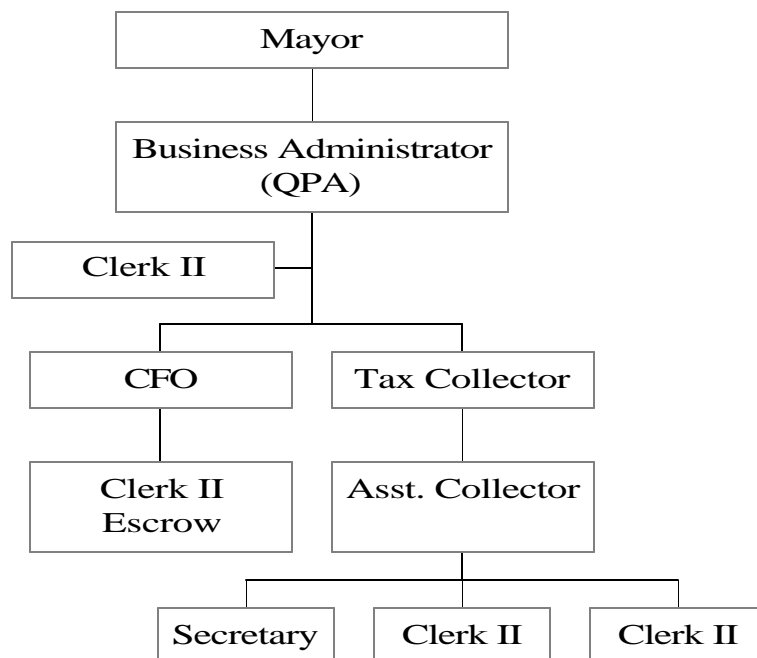 Mayor
Business Administrator
(QPA)
Clerk II
CFO
Tax Collector
Clerk II
Escrow
Asst. Collector
Secretary
Clerk II
Clerk II